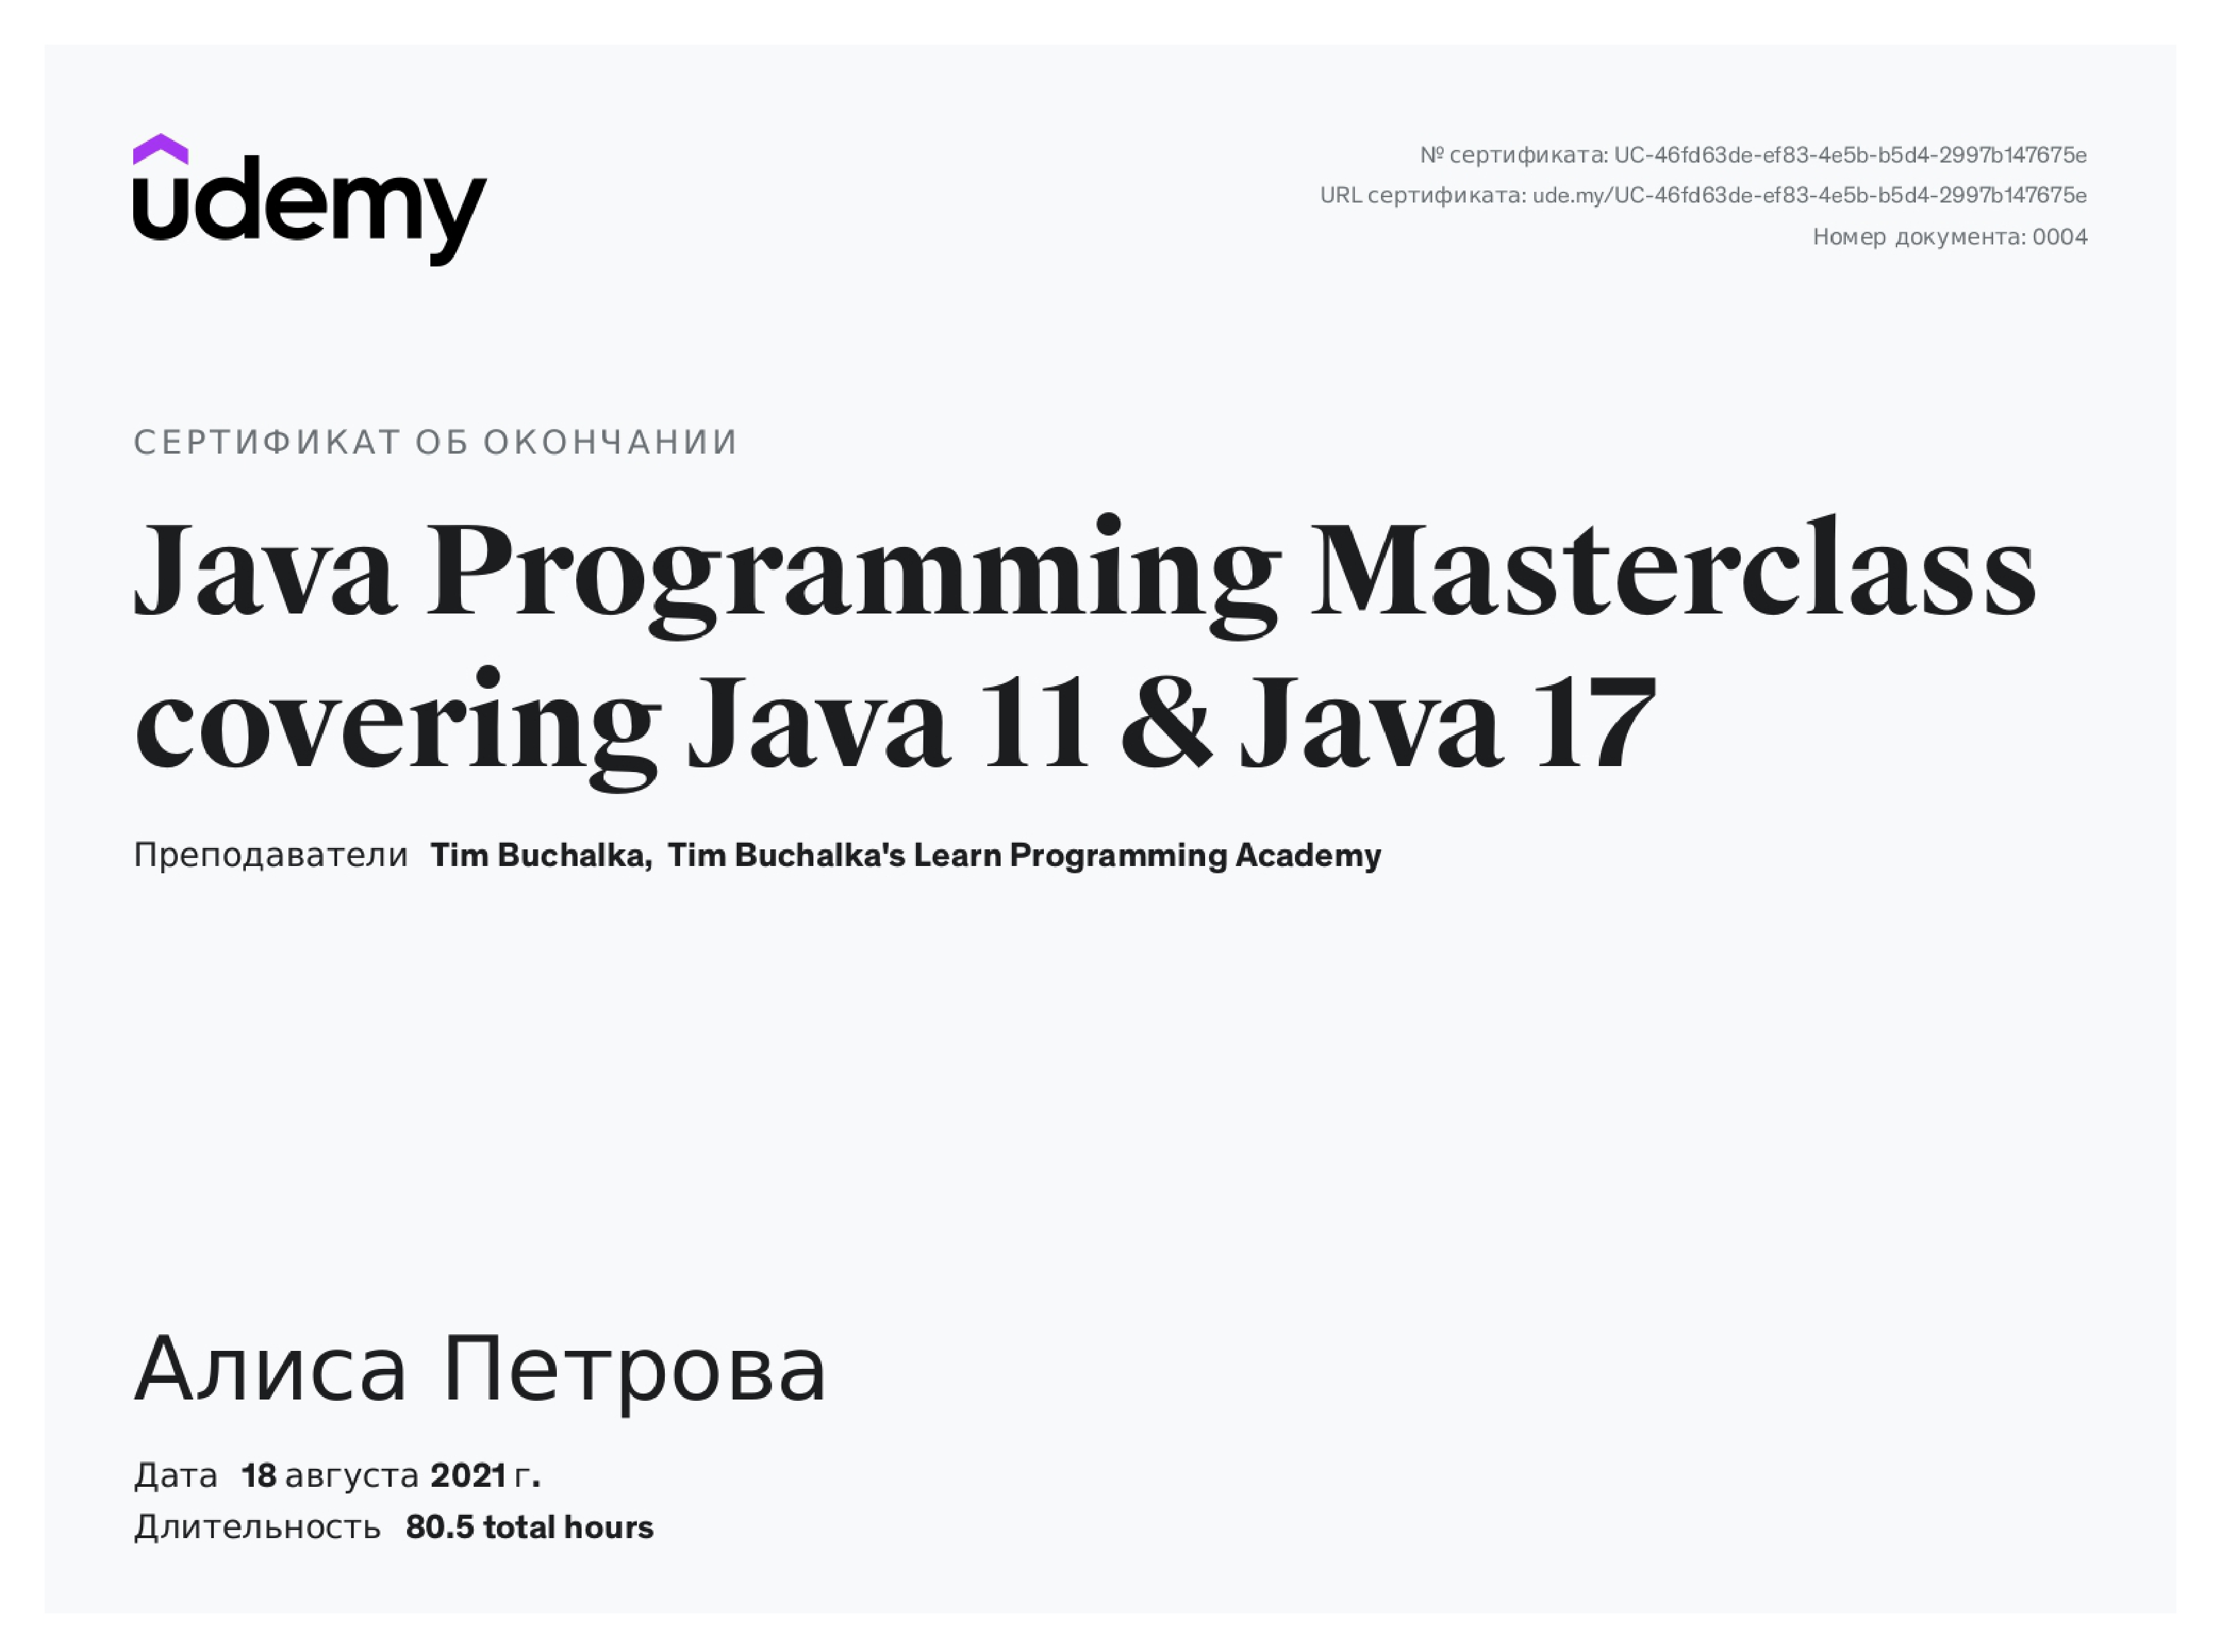 udemy
№ сертификата: UC-46fd63de-ef83-4e5b-b5d4-2997b147675e
URL сертификата: ude.my/UC-46fd63de-ef83-4e5b-b5d4-2997b147675e
Номер документа: 0004
СЕРТИФИКАТ ОБ ОКОНЧАНИИ
Java Programming Masterclass
covering Java 11 & Java 17
Преподаватели Tim Buchalka, Tim Buchalka's Learn Programming Academy
Алиса Петрова
Дата 18 августа 2021 г.
Длительность 80.5 total hours